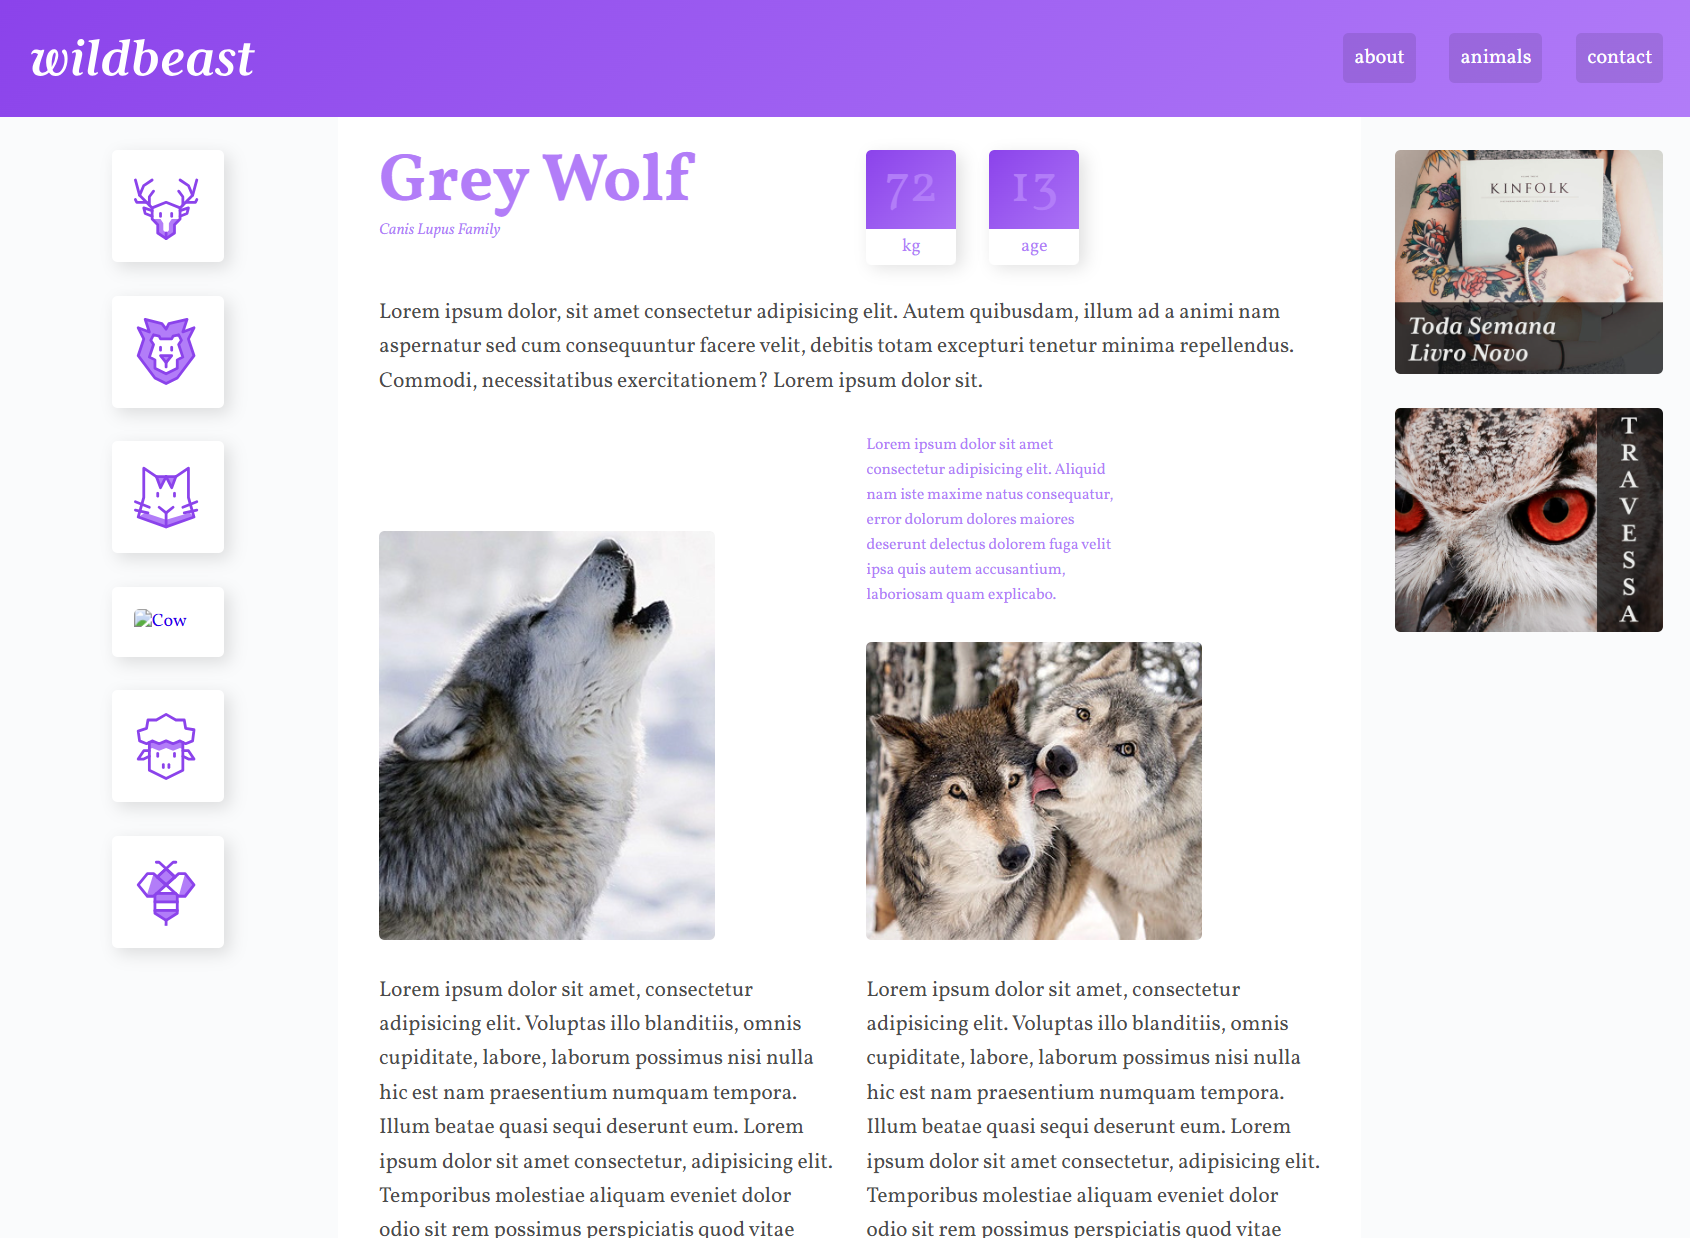 wildbeast
about
animals
contact
Cow
Grey Wolf
Canis Lupus Family
72
kg
13
age
Lorem ipsum dolor, sit amet consectetur adipisicing elit. Autem quibusdam, illum ad a animi nam
aspernatur sed cum consequuntur facere velit, debitis totam excepturi tenetur minima repellendus.
Commodi, necessitatibus exercitationem? Lorem ipsum dolor sit.
Lorem ipsum dolor sit amet
consectetur adipisicing elit. Aliquid
nam iste maxime natus consequatur,
error dolorum dolores maiores
deserunt delectus dolorem fuga velit
ipsa quis autem accusantium,
laboriosam quam explicabo.
Lorem ipsum dolor sit amet, consectetur
adipisicing elit. Voluptas illo blanditiis, omnis
cupiditate, labore, laborum possimus nisi nulla
hic est nam praesentium numquam tempora.
Illum beatae quasi sequi deserunt eum. Lorem
ipsum dolor sit amet consectetur, adipisicing elit.
Temporibus molestiae aliquam eveniet dolor
odio sit rem possimus perspiciatis quod vitae
Lorem ipsum dolor sit amet, consectetur
adipisicing elit. Voluptas illo blanditiis, omnis
cupiditate, labore, laborum possimus nisi nulla
hic est nam praesentium numquam tempora.
Illum beatae quasi sequi deserunt eum. Lorem
ipsum dolor sit amet consectetur, adipisicing elit.
Temporibus molestiae aliquam eveniet dolor
odio sit rem possimus perspiciatis quod vitae
KINFOLK
Toda Semana
Livro Novo
TRAVESSA